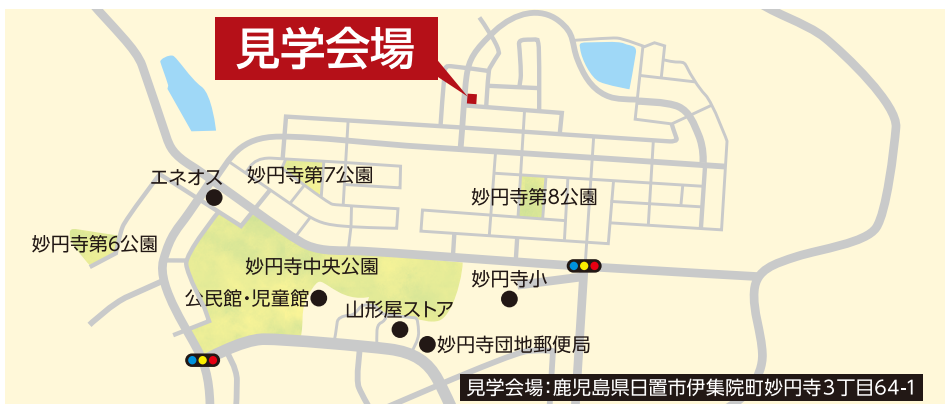 見学会場
エネオス
妙円寺第7公園
妙円寺第8公園
妙円寺第6公園
妙円寺中央公園
妙円寺小
公民館・児童館
山形屋ストア
妙円寺団地郵便局
見学会場：鹿児島県日置市伊集院町妙円寺3丁目64-1